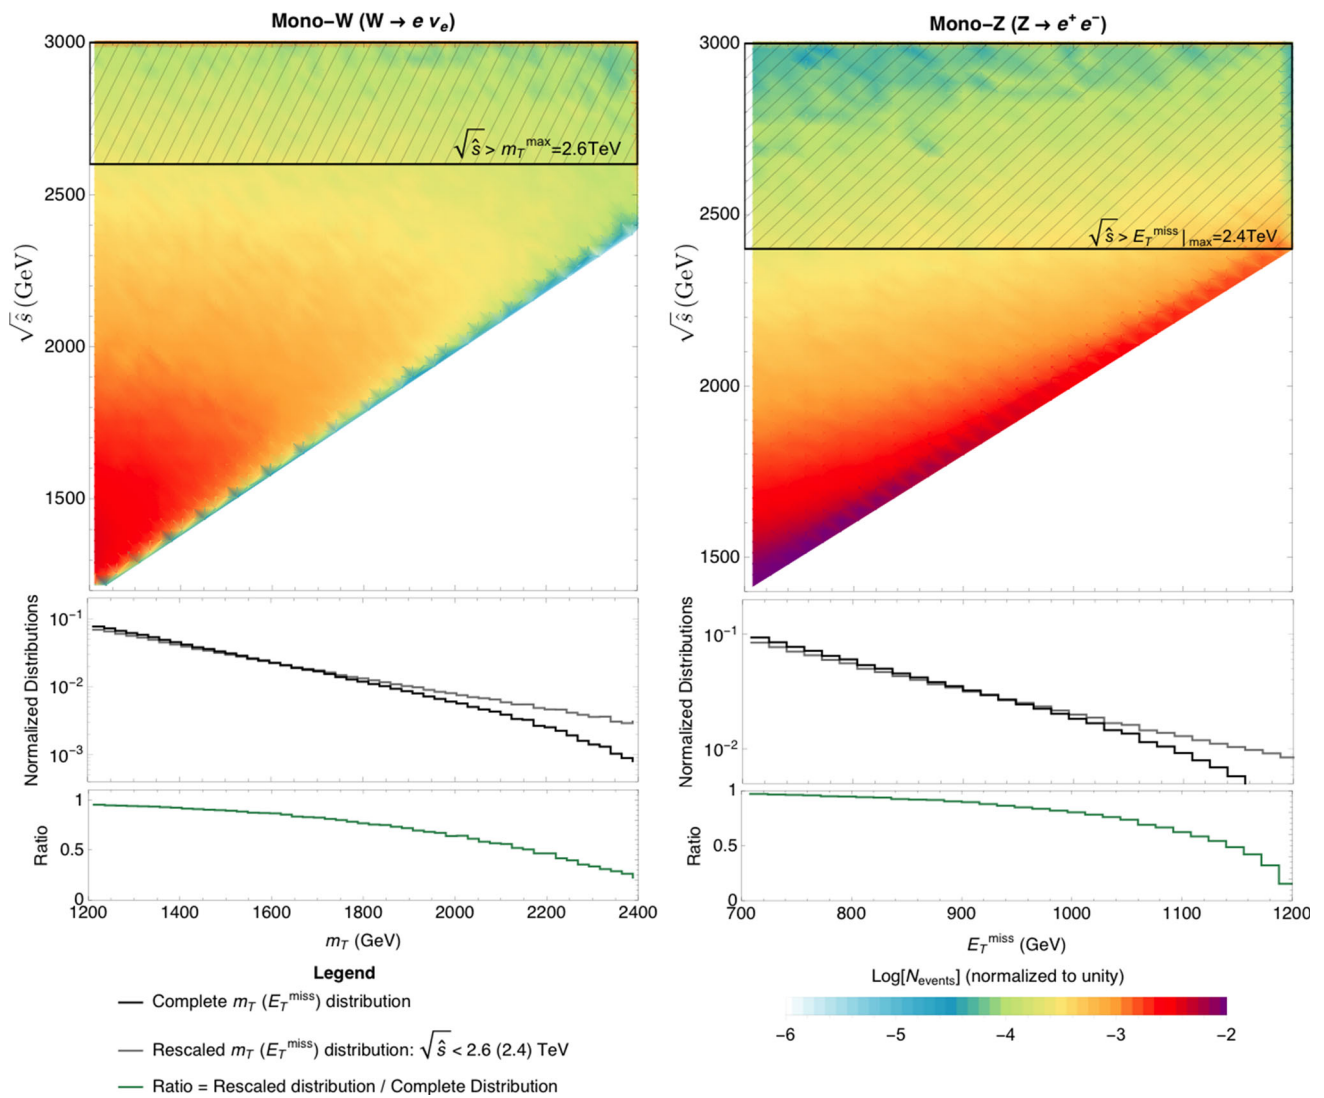 Mono−W (W → e νe)
3000
2500
2000
1500
√ŝ (GeV)
√ŝ > mT^max=2.6TeV
Normalized Distributions
10^−1
10^−2
10^−3
Ratio
1
0.5
0
1200 1400 1600 1800 2000 2200 2400
mT (GeV)
Mono−Z (Z → e+ e−)
3000
2500
2000
1500
√ŝ (GeV)
√ŝ > ET^miss|max=2.4TeV
Normalized Distributions
10^−1
10^−2
Ratio
1
0.5
0
700 800 900 1000 1100 1200
ET^miss (GeV)
Legend
Complete mT (ET^miss) distribution
Rescaled mT (ET^miss) distribution: √ŝ < 2.6 (2.4) TeV
Ratio = Rescaled distribution / Complete Distribution
Log[Nevents] (normalized to unity)
−6 −5 −4 −3 −2